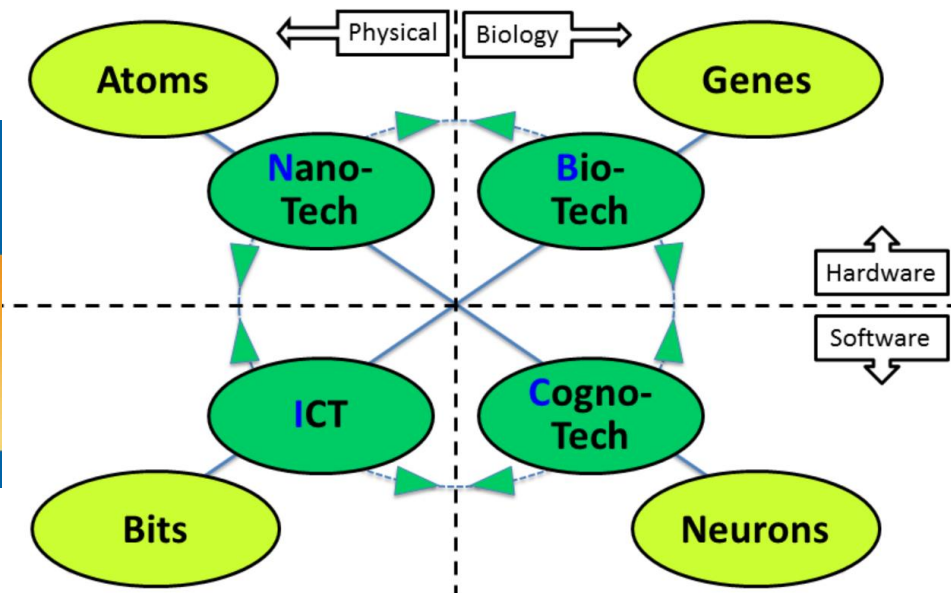 Physical
Biology
Atoms
Genes
Nano-
Tech
Bio-
Tech
Hardware
Software
ICT
Cogno-
Tech
Bits
Neurons